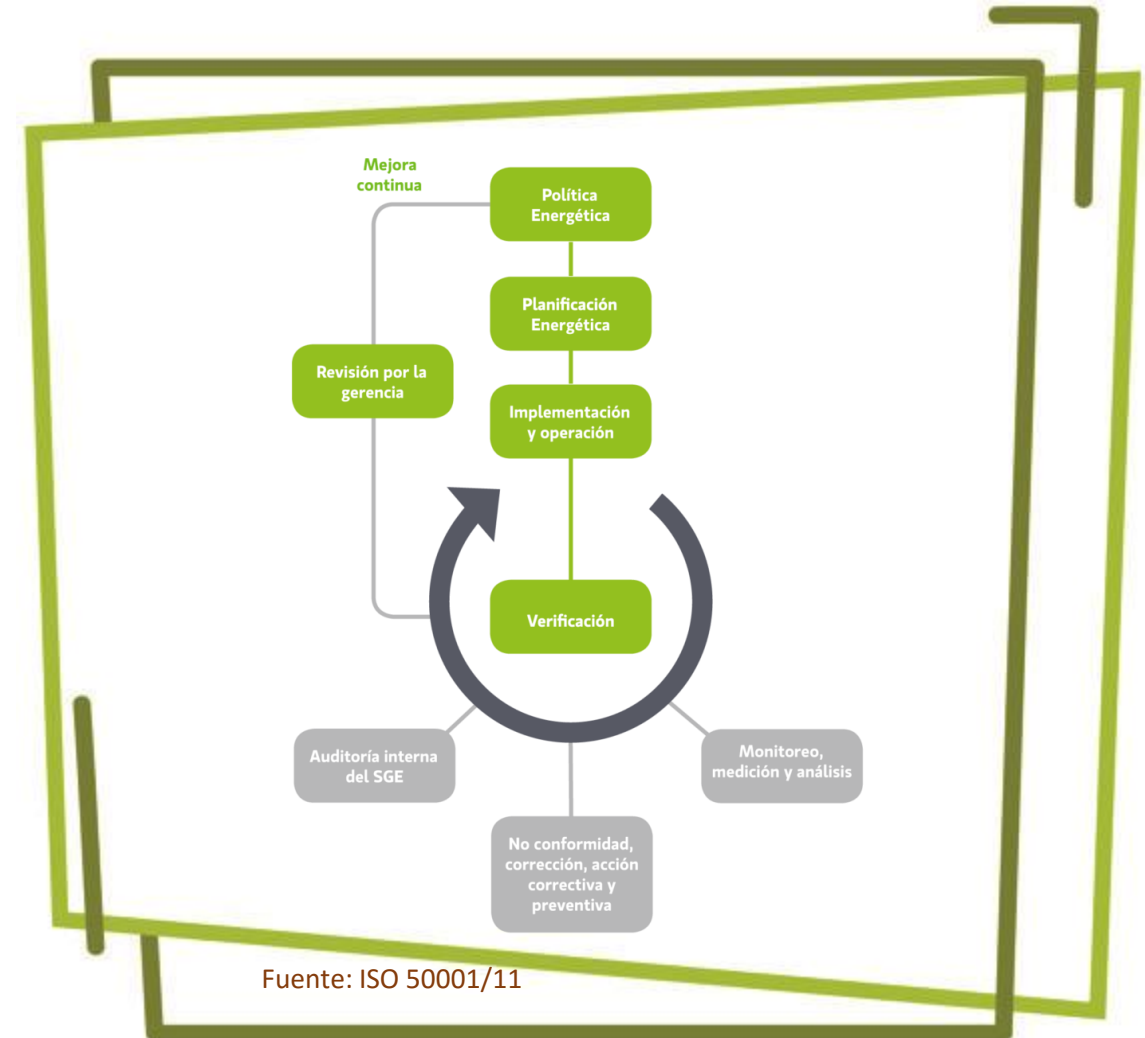 Mejora
continua
Política
Energética
Planificación
Energética
Revisión por la
gerencia
Implementación
y operación
Verificación
Auditoría interna
del SGE
Monitoreo,
medición y análisis
No conformidad,
corrección, acción
correctiva y
preventiva
Fuente: ISO 50001/11